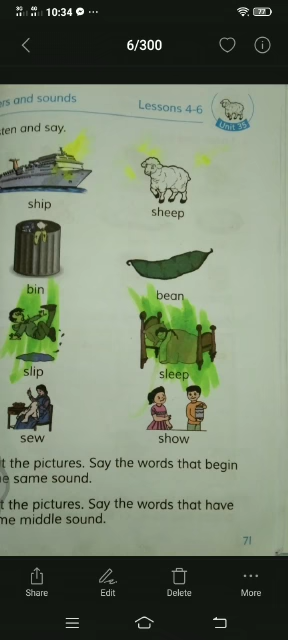 10:34
77
6/300
ers and sounds
Lessons 4-6
Unit 35
ten and say.
ship
sheep
bin
bean
slip
sleep
sew
show
t the pictures. Say the words that begin
e same sound.
t the pictures. Say the words that have
me middle sound.
71
Share
Edit
Delete
More